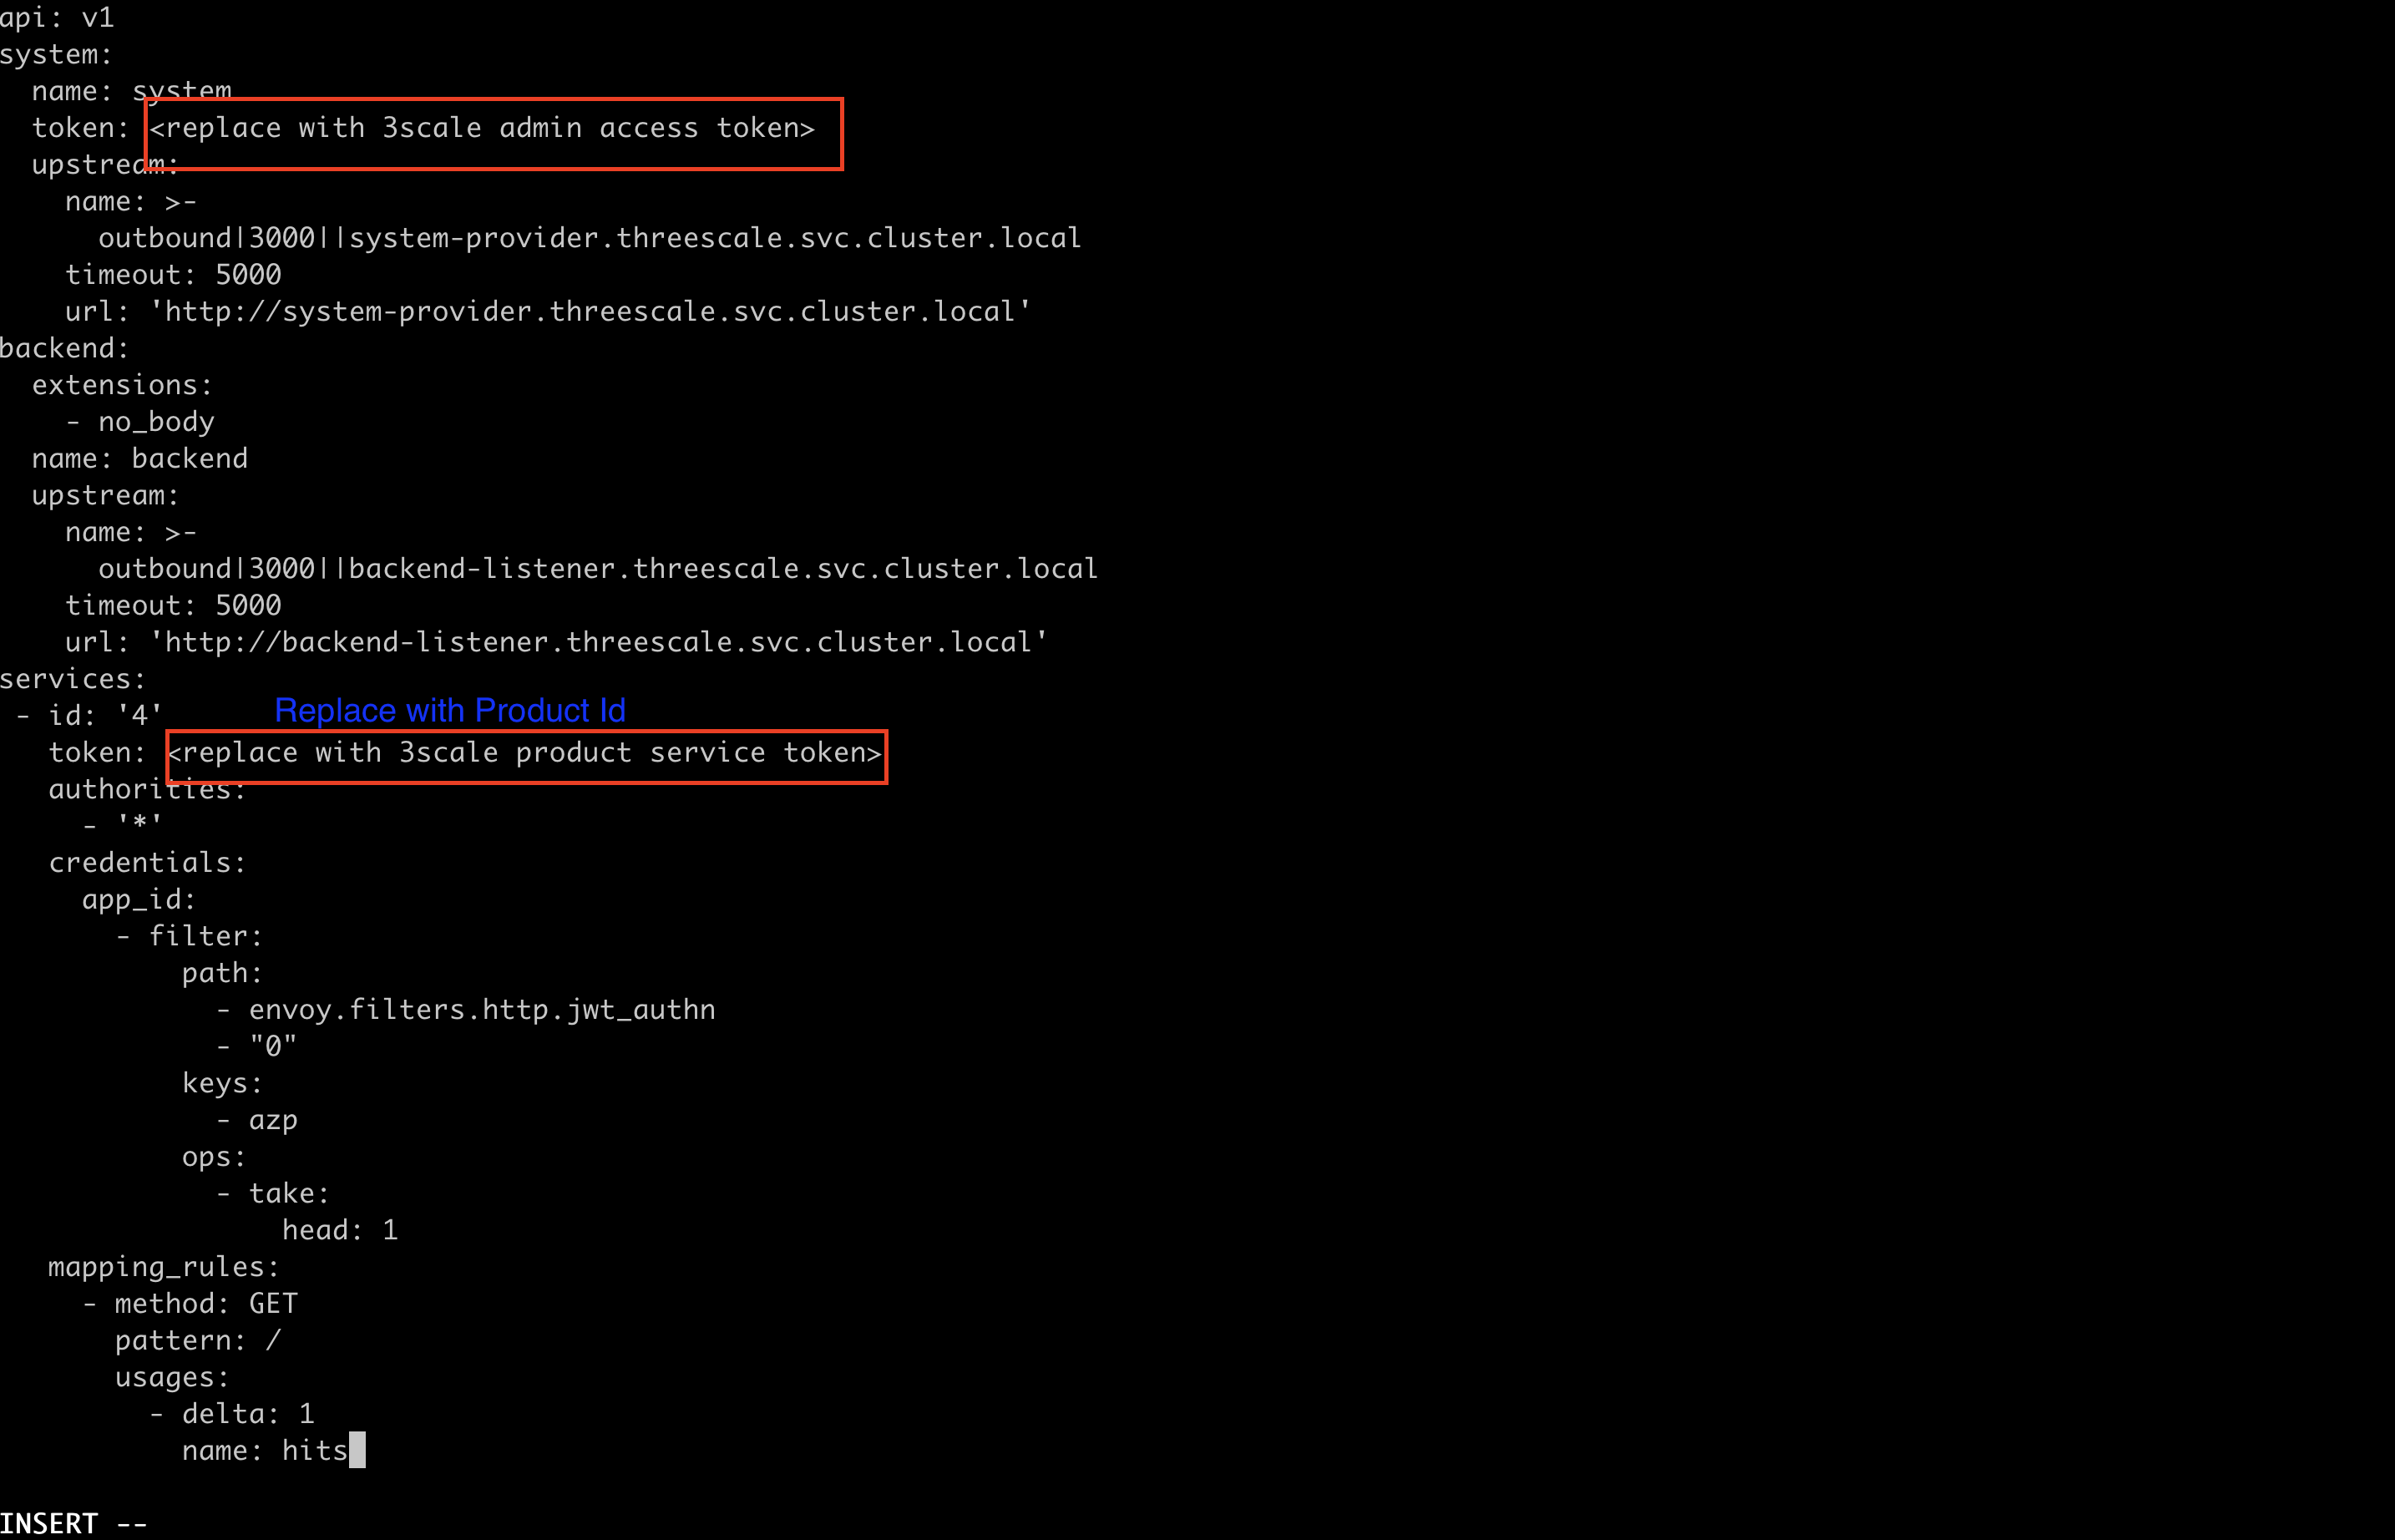 api: v1
system:
  name: system
  token: <replace with 3scale admin access token>
  upstream:
    name: >-
      outbound|3000||system-provider.threescale.svc.cluster.local
    timeout: 5000
    url: 'http://system-provider.threescale.svc.cluster.local'
backend:
  extensions:
    - no_body
  name: backend
  upstream:
    name: >-
      outbound|3000||backend-listener.threescale.svc.cluster.local
    timeout: 5000
    url: 'http://backend-listener.threescale.svc.cluster.local'
services:
 - id: '4' Replace with Product Id
   token: <replace with 3scale product service token>
   authorities:
     - '*'
   credentials:
     app_id:
       - filter:
           path:
             - envoy.filters.http.jwt_authn
             - "0"
           keys:
             - azp
           ops:
             - take:
                 head: 1
   mapping_rules:
     - method: GET
       pattern: /
       usages:
         - delta: 1
           name: hits
INSERT --